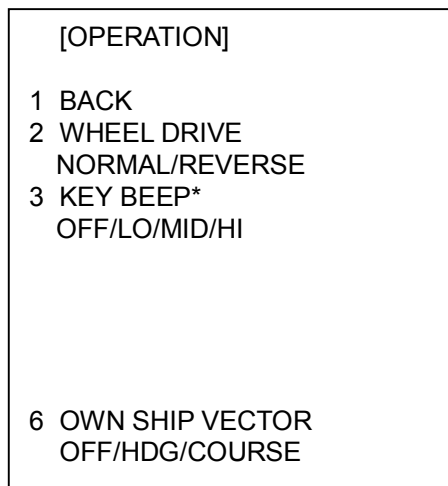 [OPERATION]
1 BACK
2 WHEEL DRIVE
NORMAL/REVERSE
3 KEY BEEP*
OFF/LO/MID/HI
6 OWN SHIP VECTOR
OFF/HDG/COURSE